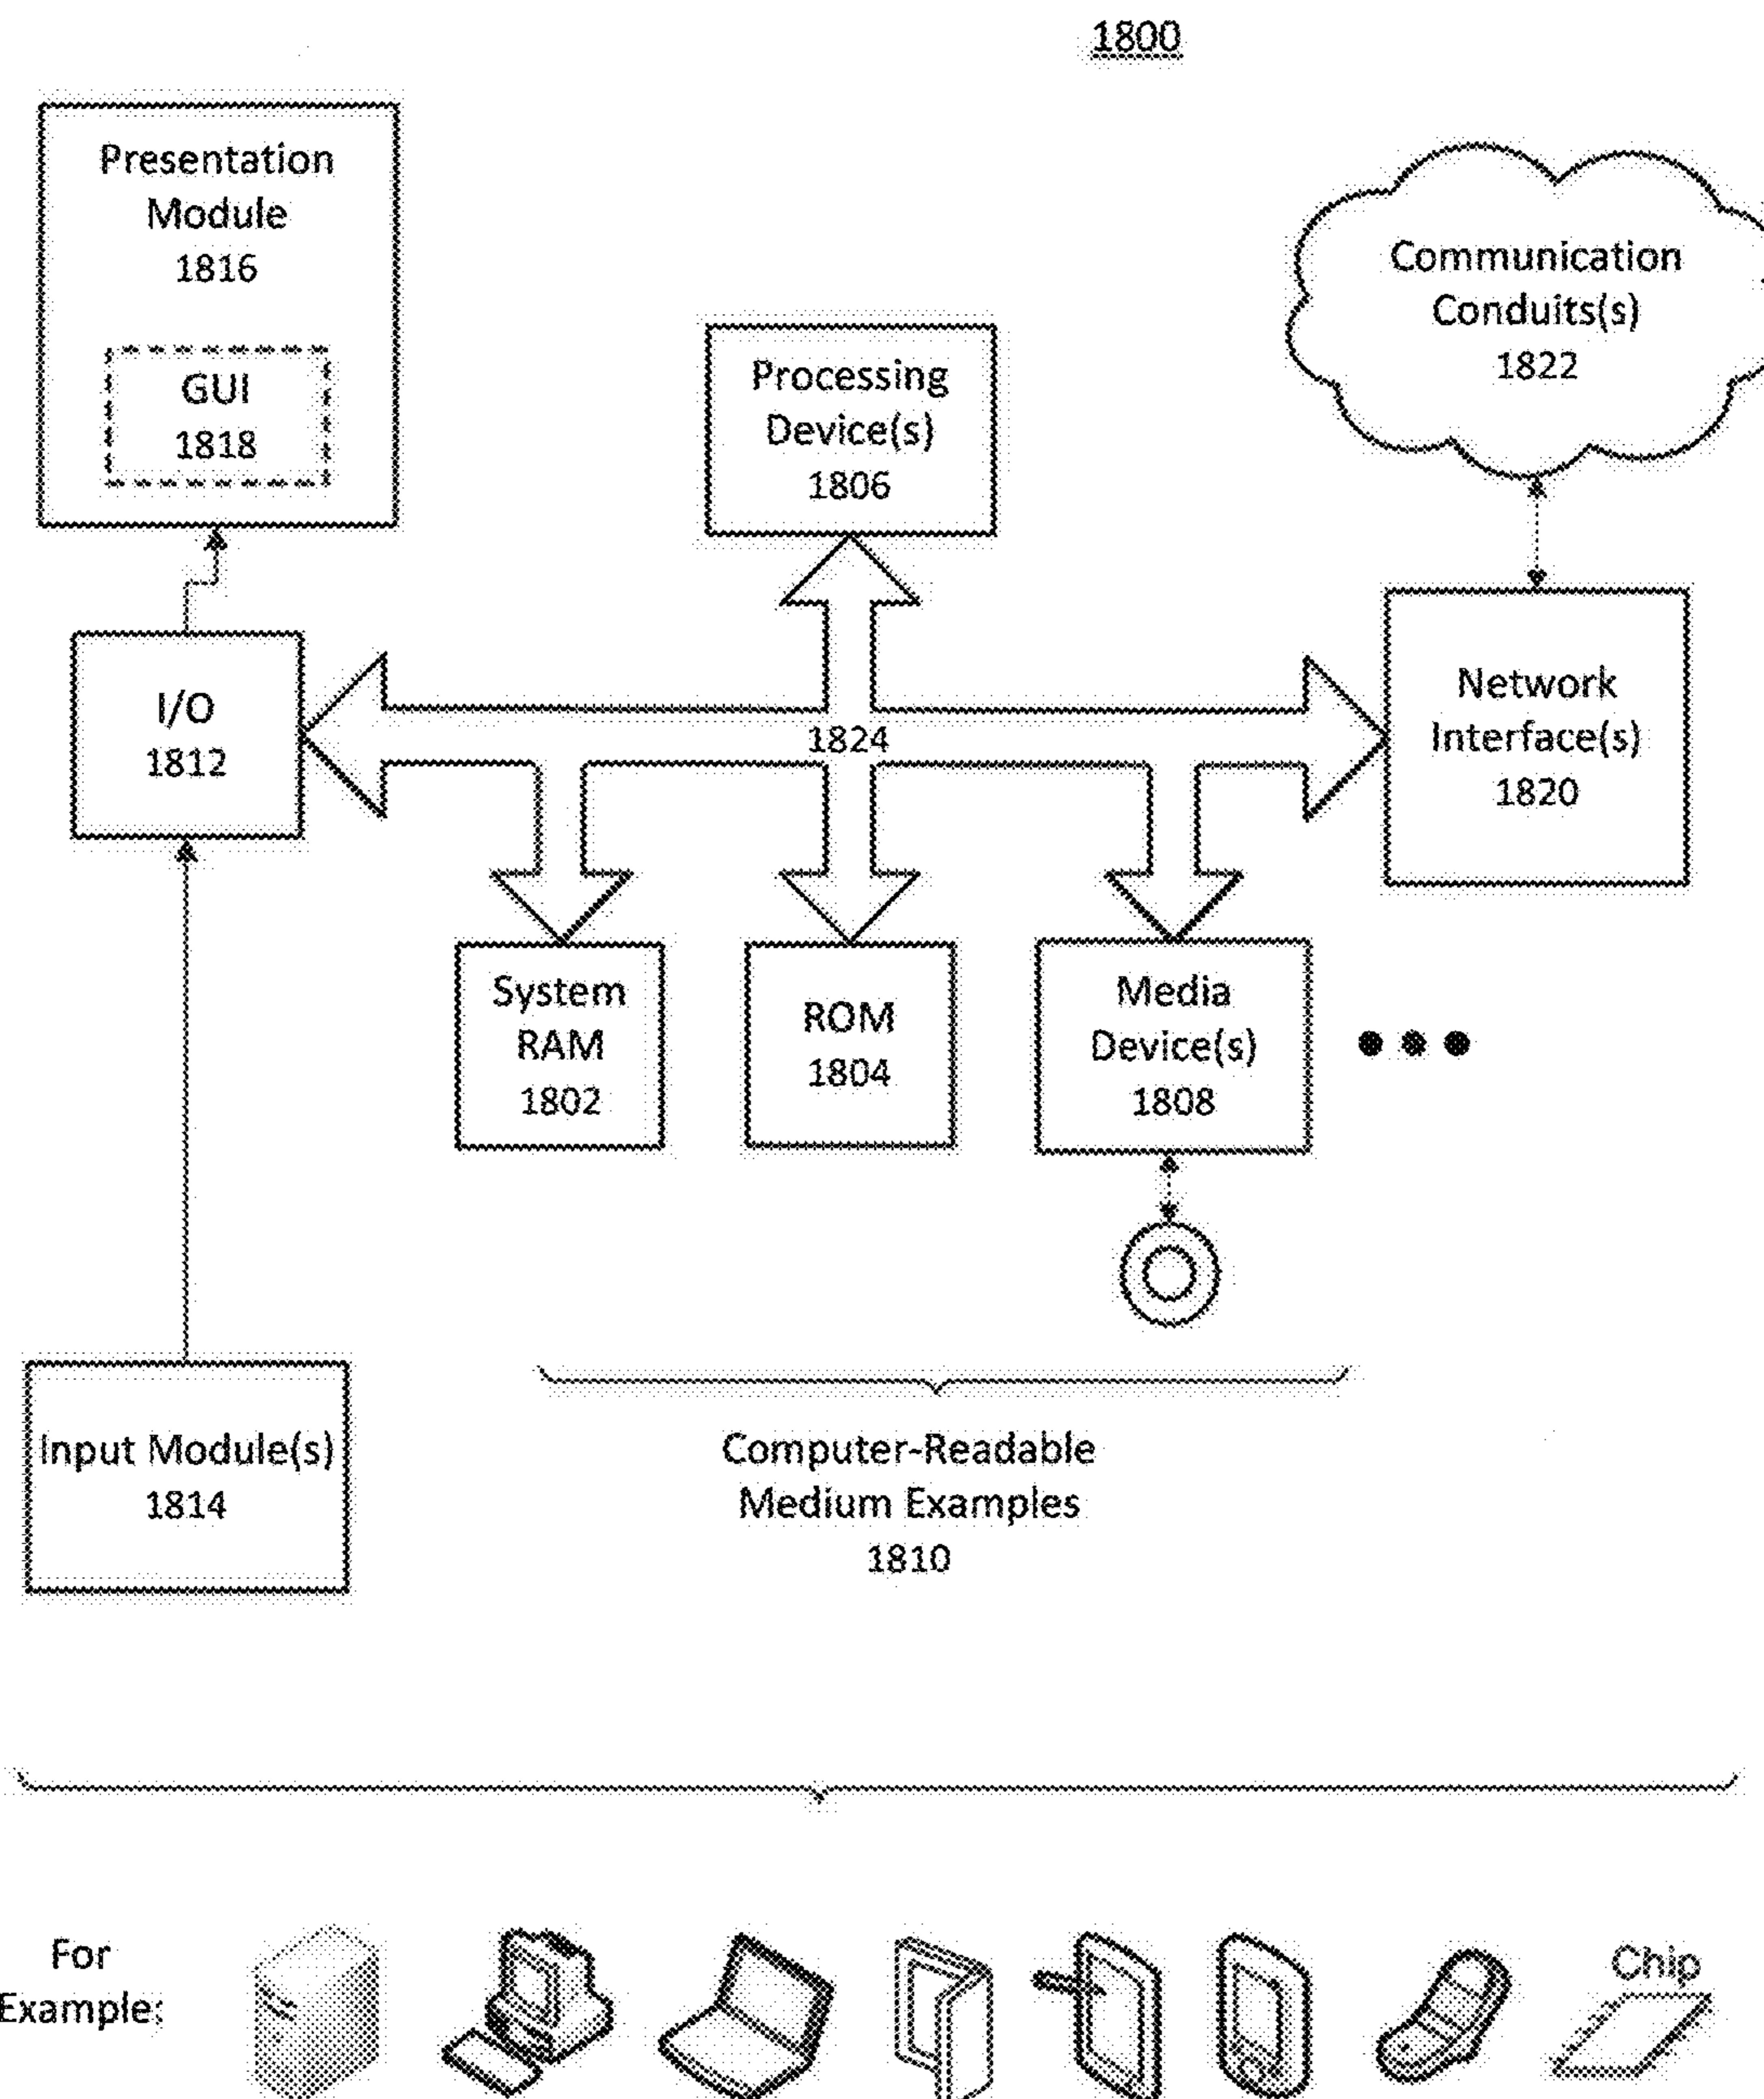 1800
Presentation
Module
1816
GUI
1818
Communication
Conduits(s)
1822
Processing
Device(s)
1806
I/O
1812
1824
Network
Interface(s)
1820
System
RAM
1802
ROM
1804
Media
Device(s)
1808
Input Module(s)
1814
Computer-Readable
Medium Examples
1810
For
Example:
Chip